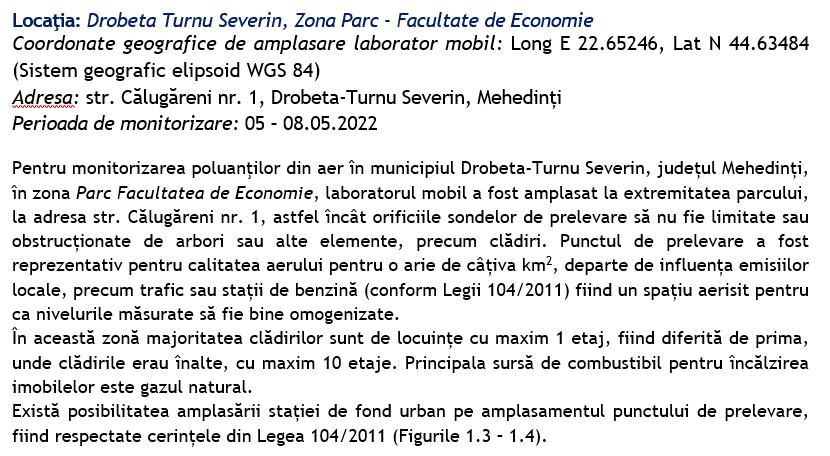 Locaţia: Drobeta Turnu Severin, Zona Parc - Facultate de Economie
Coordonate geografice de amplasare laborator mobil: Long E 22.65246, Lat N 44.63484
(Sistem geografic elipsoid WGS 84)
Adresa: str. Călugăreni nr. 1, Drobeta-Turnu Severin, Mehedinți
Perioada de monitorizare: 05 – 08.05.2022
Pentru monitorizarea poluanţilor din aer în municipiul Drobeta-Turnu Severin, județul Mehedinți,
în zona Parc Facultatea de Economie, laboratorul mobil a fost amplasat la extremitatea parcului,
la adresa str. Călugăreni nr. 1, astfel încât orificiile sondelor de prelevare să nu fie limitate sau
obstrucționate de arbori sau alte elemente, precum clădiri. Punctul de prelevare a fost
reprezentativ pentru calitatea aerului pentru o arie de câțiva km², departe de influența emisiilor
locale, precum trafic sau stații de benzină (conform Legii 104/2011) fiind un spațiu aerisit pentru
ca nivelurile măsurate să fie bine omogenizate.
În această zonă majoritatea clădirilor sunt de locuințe cu maxim 1 etaj, fiind diferită de prima,
unde clădirile erau înalte, cu maxim 10 etaje. Principala sursă de combustibil pentru încălzirea
imobilelor este gazul natural.
Există posibilitatea amplasării stației de fond urban pe amplasamentul punctului de prelevare,
fiind respectate cerințele din Legea 104/2011 (Figurile 1.3 – 1.4).